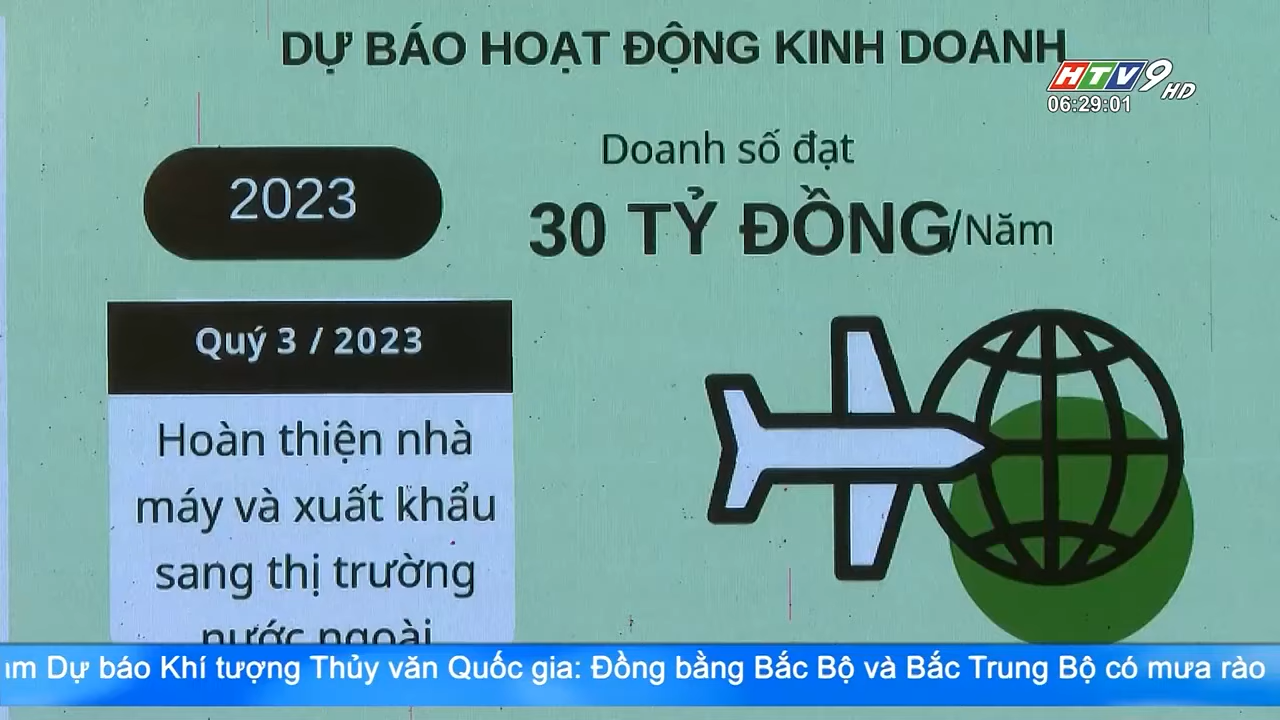 DỰ BÁO HOẠT ĐỘNG KINH DOANH
HTV9 HD
06:29:01
2023
Doanh số đạt
30 TỶ ĐỒNG/Năm
Quý 3 / 2023
Hoàn thiện nhà
máy và xuất khẩu
sang thị trường
nước ngoài
Dự báo Khí tượng Thủy văn Quốc gia: Đồng bằng Bắc Bộ và Bắc Trung Bộ có mưa rào